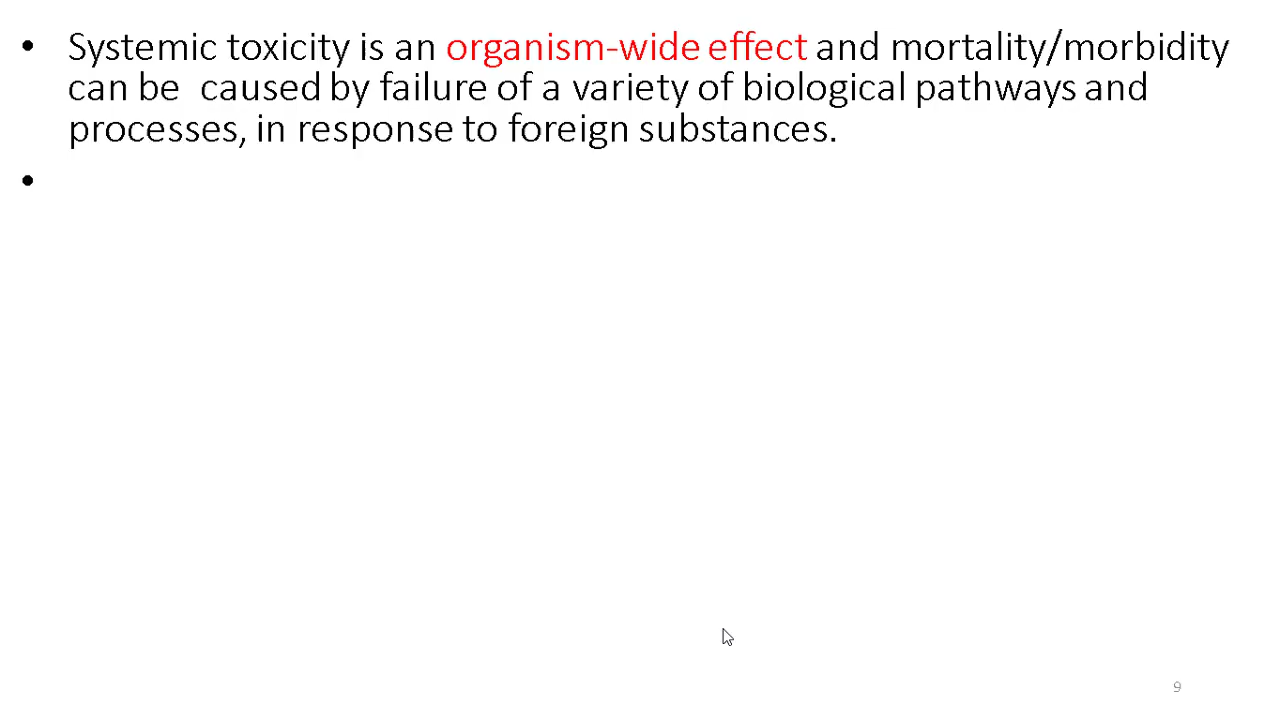 • Systemic toxicity is an organism-wide effect and mortality/morbidity
can be  caused by failure of a variety of biological pathways and
processes, in response to foreign substances.
•
9